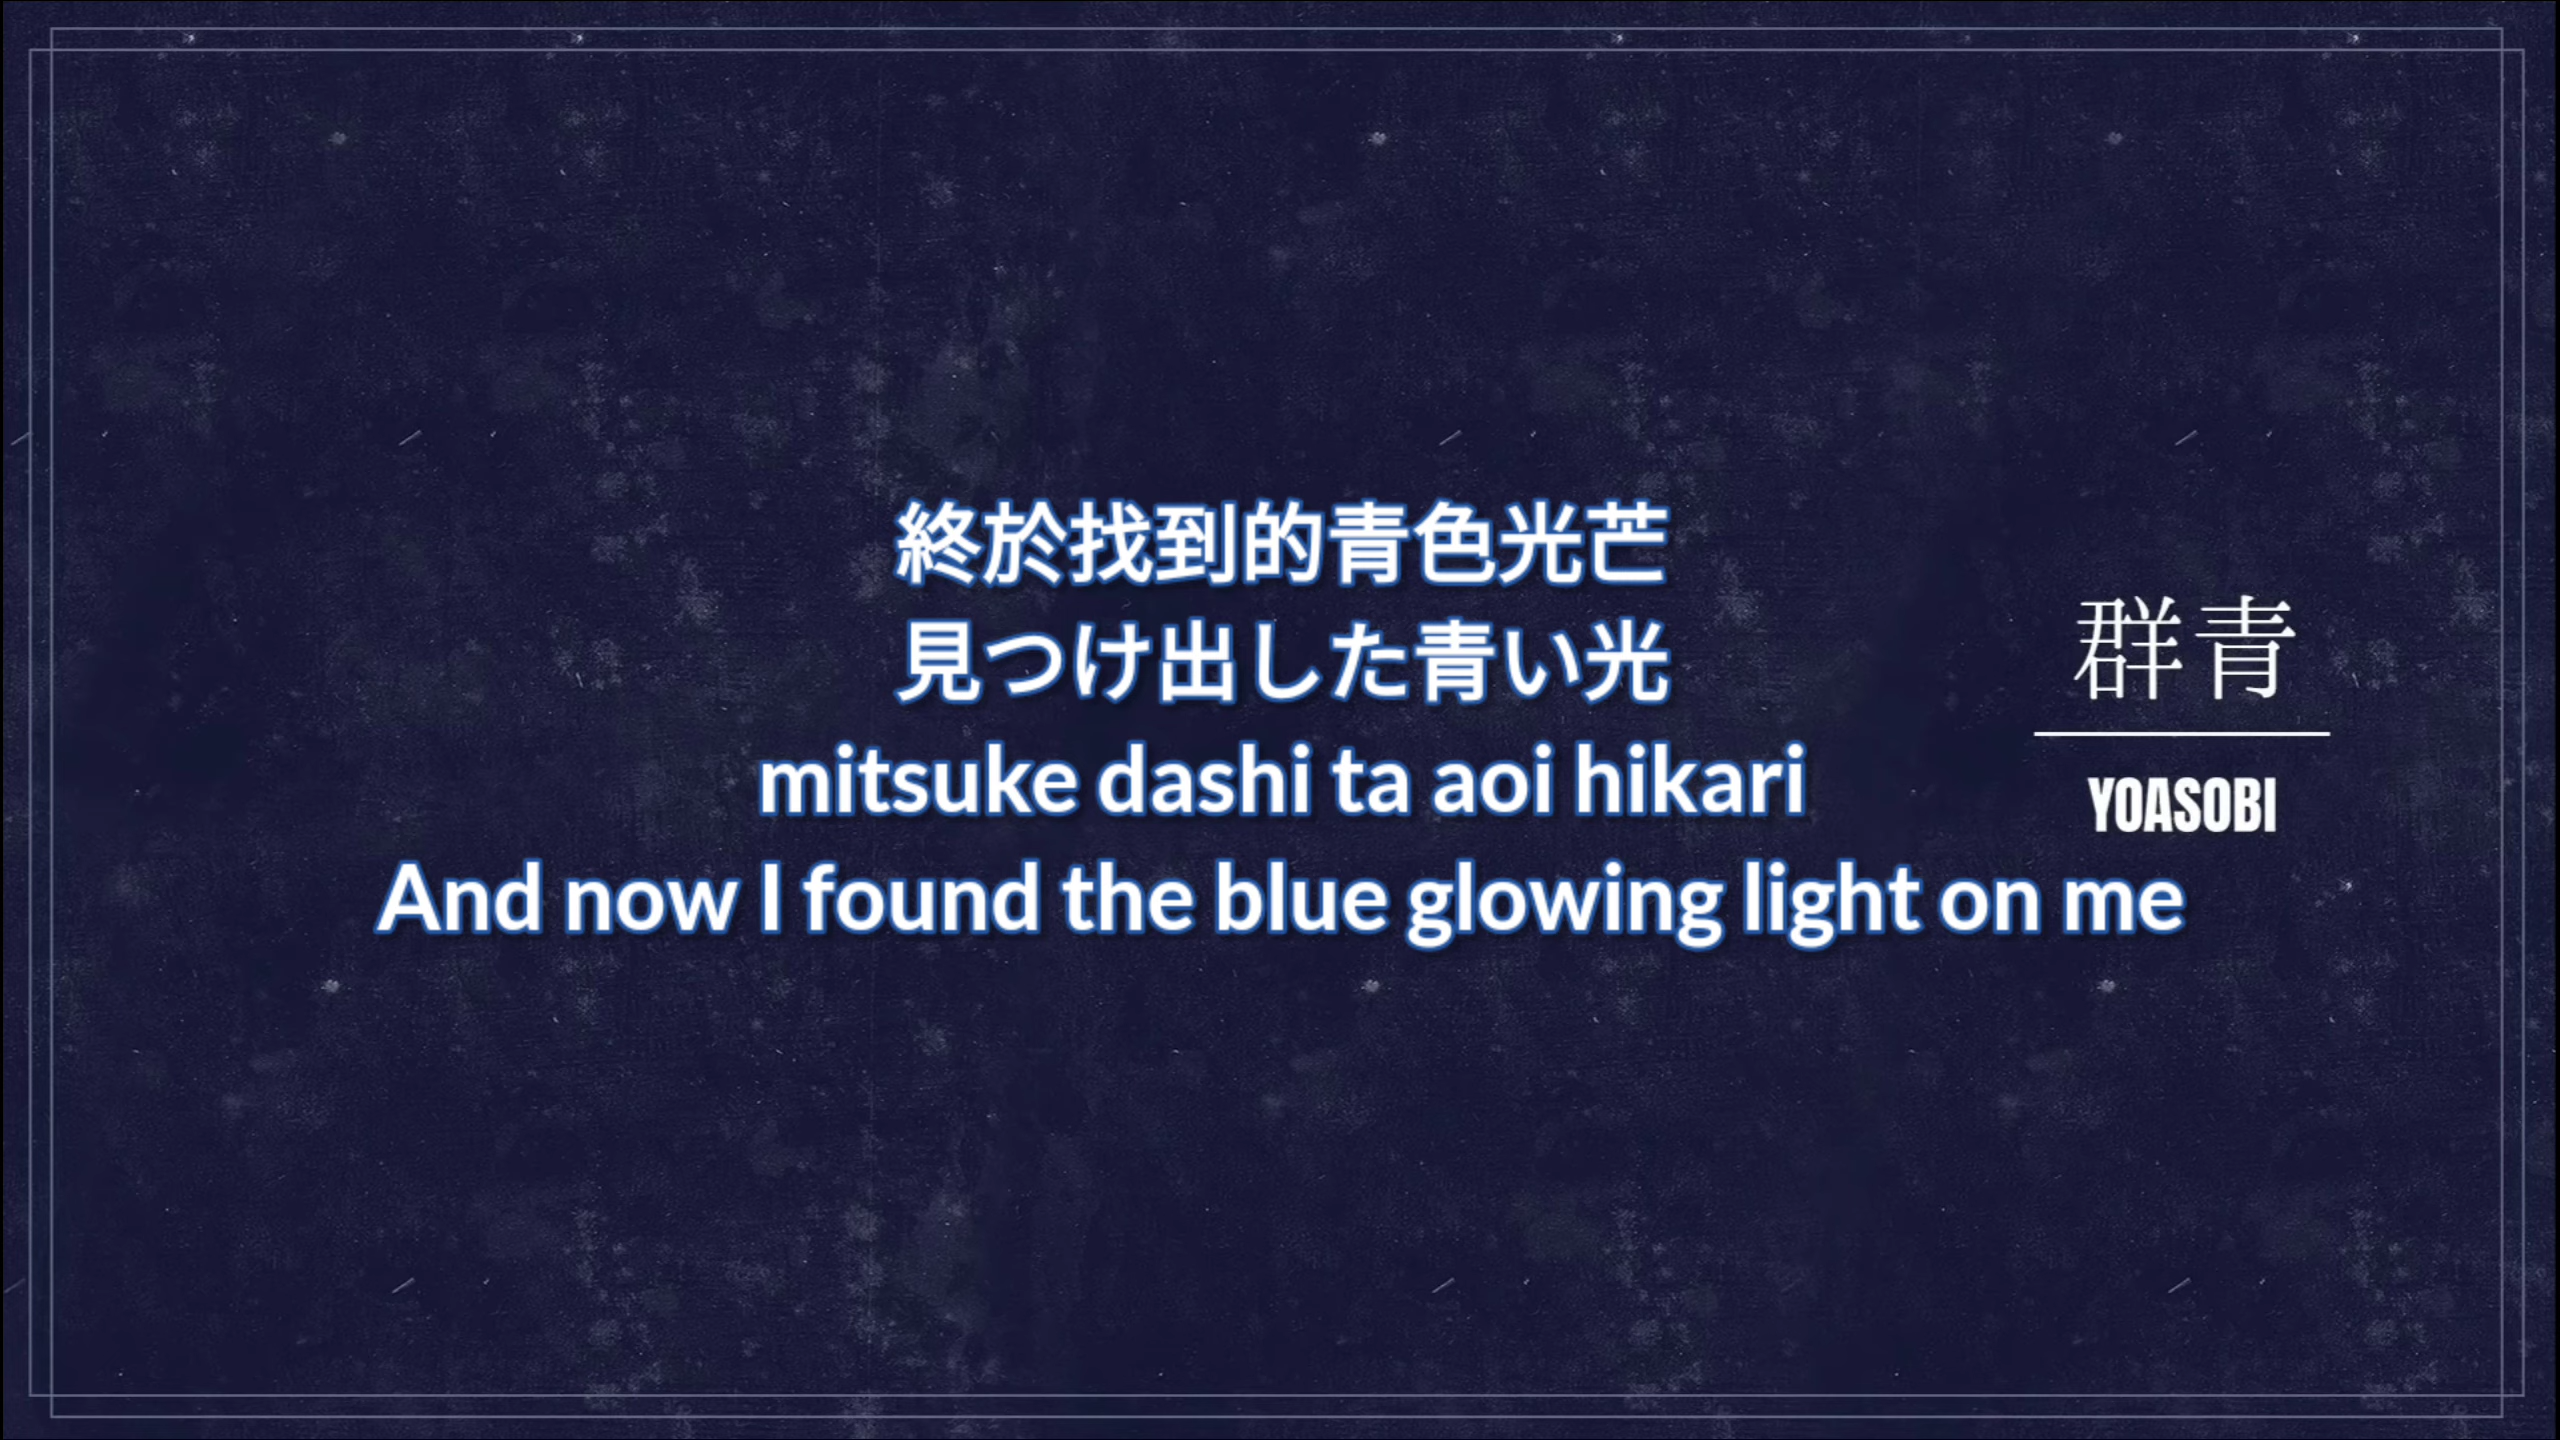 終於找到的青色光芒
見つけ出した青い光
mitsuke dashi ta aoi hikari
And now I found the blue glowing light on me
群青
YOASOBI